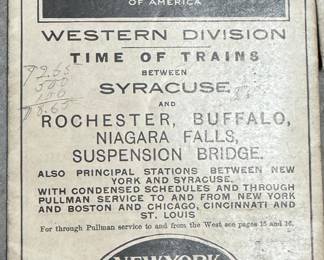 OF AMERICA
WESTERN DIVISION
TIME OF TRAINS
BETWEEN
SYRACUSE
AND
ROCHESTER, BUFFALO,
NIAGARA FALLS,
SUSPENSION BRIDGE.
ALSO PRINCIPAL STATIONS BETWEEN NEW
YORK AND SYRACUSE.
WITH CONDENSED SCHEDULES AND THROUGH
PULLMAN SERVICE TO AND FROM NEW YORK
AND BOSTON AND CHICAGO, CINCINNATI AND
ST. LOUIS
For through Pullman service to and from the West see pages 15 and 16.
NEW YORK